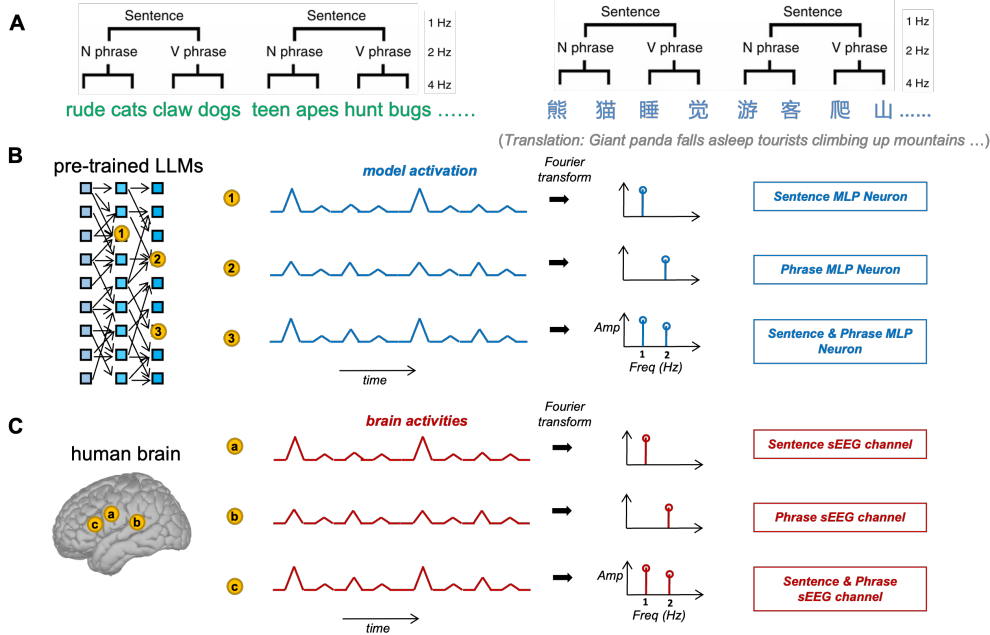 A
Sentence Sentence 1 Hz
N phrase V phrase N phrase V phrase 2 Hz
4 Hz
rude cats claw dogs teen apes hunt bugs ……
Sentence Sentence 1 Hz
N phrase V phrase N phrase V phrase 2 Hz
4 Hz
熊 猫 睡 觉 游 客 爬 山 ……
(Translation: Giant panda falls asleep tourists climbing up mountains …)
B
pre-trained LLMs
1
2
3
model activation
Fourier
transform
1
Sentence MLP Neuron
2
Phrase MLP Neuron
3
Amp
1 2
Freq (Hz)
Sentence & Phrase MLP
Neuron
time
C
human brain
a
c
b
brain activities
Fourier
transform
a
Sentence sEEG channel
b
Phrase sEEG channel
c
Amp
1 2
Freq (Hz)
Sentence & Phrase
sEEG channel
time